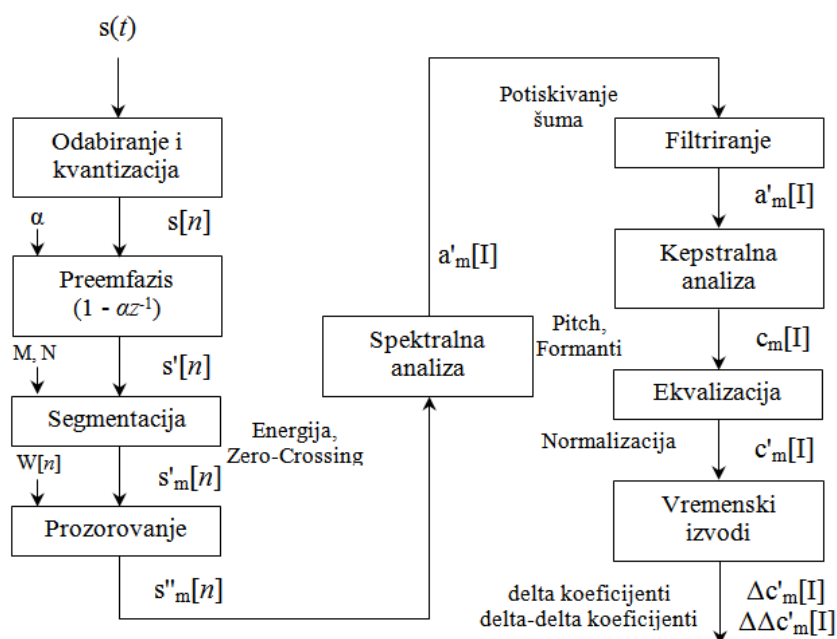 s(t)
Odabiranje i
kvantizacija
α
s[n]
Preemfazis
(1 - αz⁻¹)
M, N
s'[n]
Segmentacija
Energija,
Zero-Crossing
W[n]
s'ₘ[n]
Prozorovanje
s''ₘ[n]
a'ₘ[I]
Spektralna
analiza
Pitch,
Formanti
Potiskivanje
šuma
Filtriranje
a'ₘ[I]
Kepstralna
analiza
cₘ[I]
Ekvalizacija
Normalizacija
c'ₘ[I]
Vremenski
izvodi
delta koeficijenti
delta-delta koeficijenti
Δc'ₘ[I]
ΔΔc'ₘ[I]